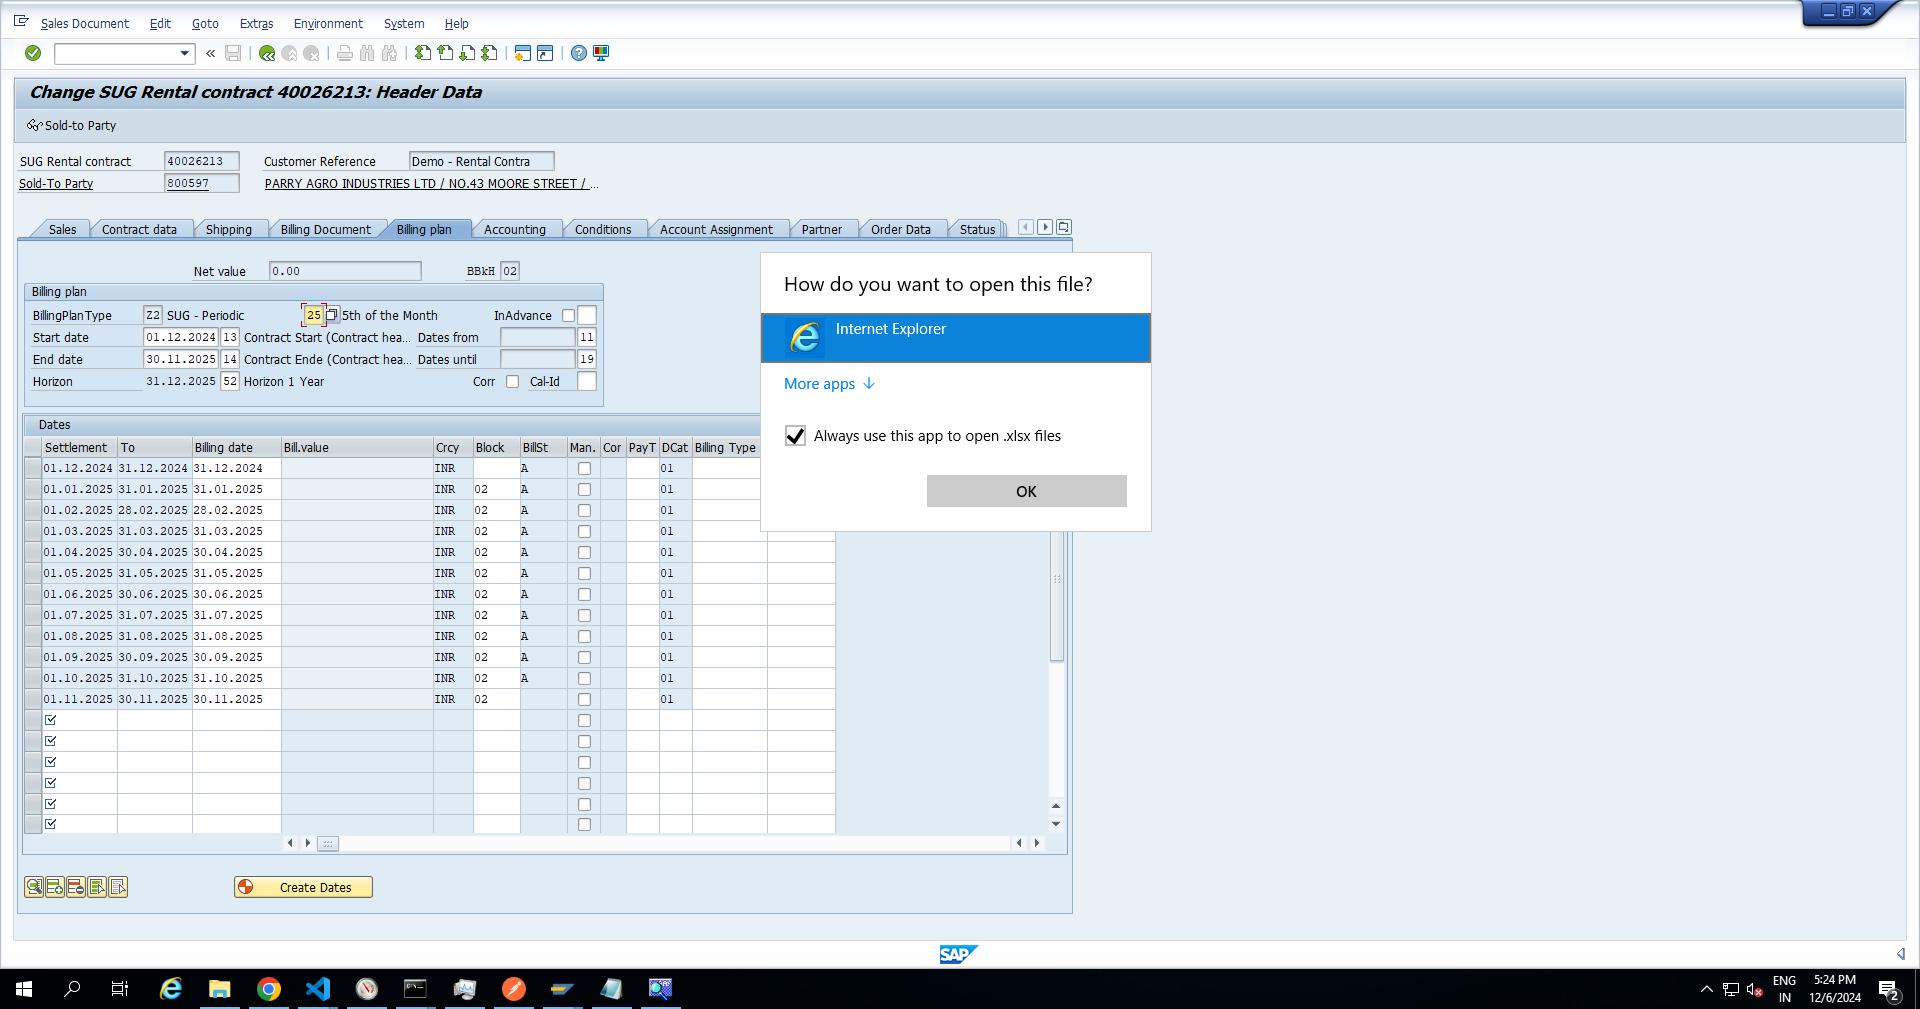 Sales Document Edit Goto Extras Environment System Help
Change SUG Rental contract 40026213: Header Data
Sold-to Party
SUG Rental contract 40026213 Customer Reference Demo - Rental Contra
Sold-To Party 800597 PARRY AGRO INDUSTRIES LTD / NO.43 MOORE STREET / ...
Sales Contract data Shipping Billing Document Billing plan Accounting Conditions Account Assignment Partner Order Data Status
Net value 0.00 BBkH 02
Billing plan
BillingPlanType Z2 SUG - Periodic 25 5th of the Month InAdvance
Start date 01.12.2024 13 Contract Start (Contract hea... Dates from 11
End date 30.11.2025 14 Contract Ende (Contract hea... Dates until 19
Horizon 31.12.2025 52 Horizon 1 Year Corr Cal-Id
Dates
Settlement To Billing date Bill.value Crcy Block BillSt Man. Cor PayT DCat Billing Type
01.12.2024 31.12.2024 31.12.2024 INR A 01
01.01.2025 31.01.2025 31.01.2025 INR 02 A 01
01.02.2025 28.02.2025 28.02.2025 INR 02 A 01
01.03.2025 31.03.2025 31.03.2025 INR 02 A 01
01.04.2025 30.04.2025 30.04.2025 INR 02 A 01
01.05.2025 31.05.2025 31.05.2025 INR 02 A 01
01.06.2025 30.06.2025 30.06.2025 INR 02 A 01
01.07.2025 31.07.2025 31.07.2025 INR 02 A 01
01.08.2025 31.08.2025 31.08.2025 INR 02 A 01
01.09.2025 30.09.2025 30.09.2025 INR 02 A 01
01.10.2025 31.10.2025 31.10.2025 INR 02 A 01
01.11.2025 30.11.2025 30.11.2025 INR 02 01
Create Dates
How do you want to open this file?
Internet Explorer
More apps
Always use this app to open .xlsx files
OK
SAP
ENG
IN
5:24 PM
12/6/2024
2